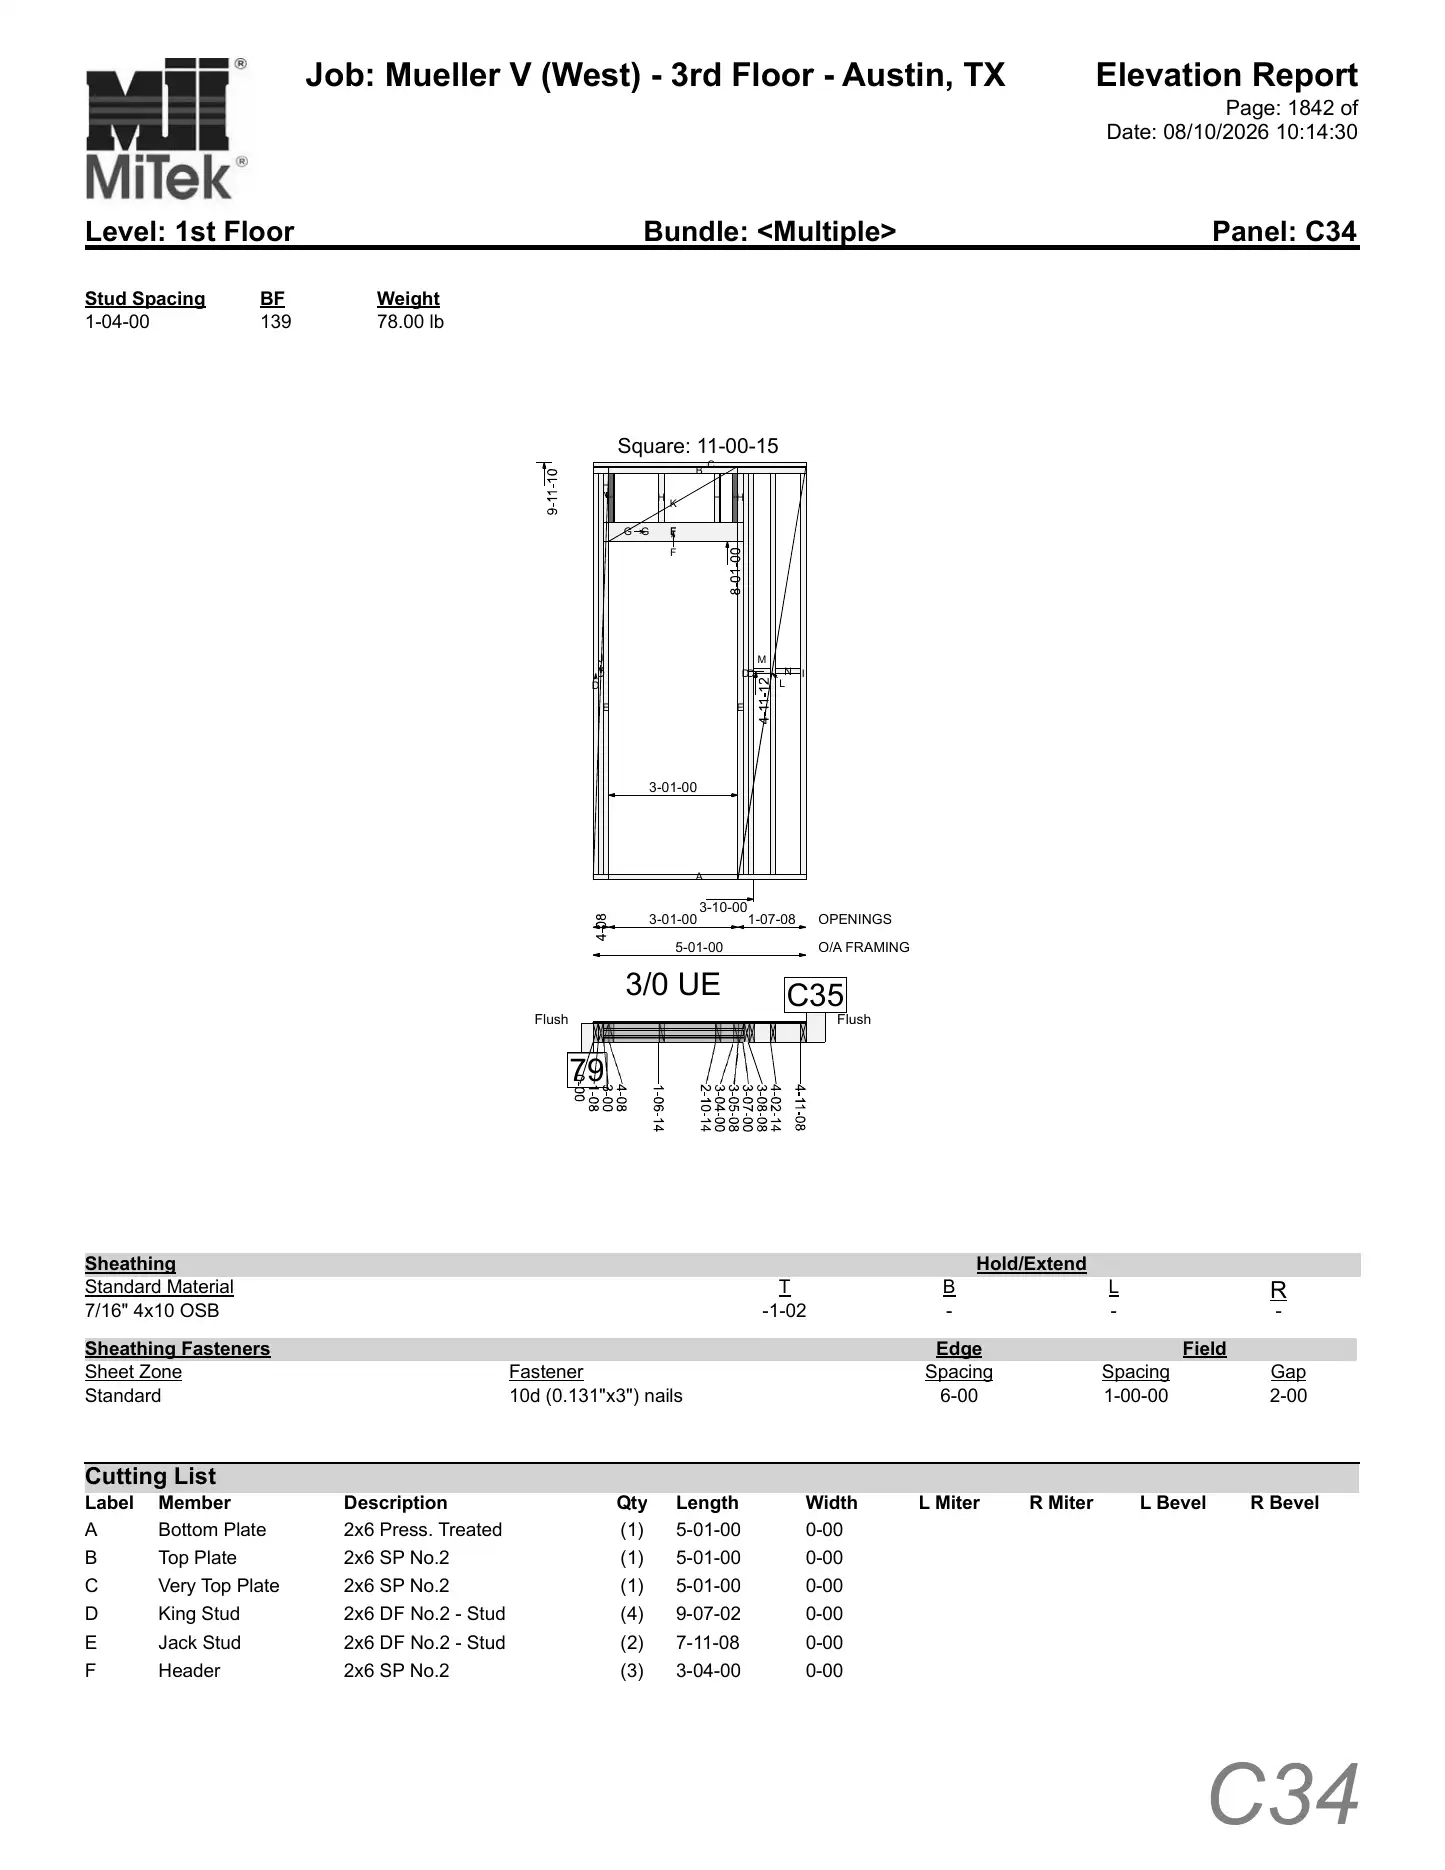 Job: Mueller V (West) - 3rd Floor - Austin, TX
Elevation Report
Page: 1842 of
Date: 08/10/2026 10:14:30
MiTek®
Level: 1st Floor Bundle: <Multiple> Panel: C34
Stud Spacing BF Weight
1-04-00 139 78.00 lb
Square: 11-00-15
C
B
9-11-10
H
H
K
G G F
F
8-01-00
M
N I
L
D
4-11-12
E E
3-01-00
A
3-10-00
4-08 3-01-00 1-07-08 OPENINGS
5-01-00 O/A FRAMING
3/0 UE
C35
Flush Flush
79
4-08
1-06-14
2-10-14
3-04-00
3-05-08
3-07-00
3-08-08
4-02-14
4-11-08
Sheathing Hold/Extend
Standard Material T B L R
7/16" 4x10 OSB -1-02 - - -
Sheathing Fasteners Edge Field
Sheet Zone Fastener Spacing Spacing Gap
Standard 10d (0.131"x3") nails 6-00 1-00-00 2-00
Cutting List
Label Member Description Qty Length Width L Miter R Miter L Bevel R Bevel
A Bottom Plate 2x6 Press. Treated (1) 5-01-00 0-00
B Top Plate 2x6 SP No.2 (1) 5-01-00 0-00
C Very Top Plate 2x6 SP No.2 (1) 5-01-00 0-00
D King Stud 2x6 DF No.2 - Stud (4) 9-07-02 0-00
E Jack Stud 2x6 DF No.2 - Stud (2) 7-11-08 0-00
F Header 2x6 SP No.2 (3) 3-04-00 0-00
C34